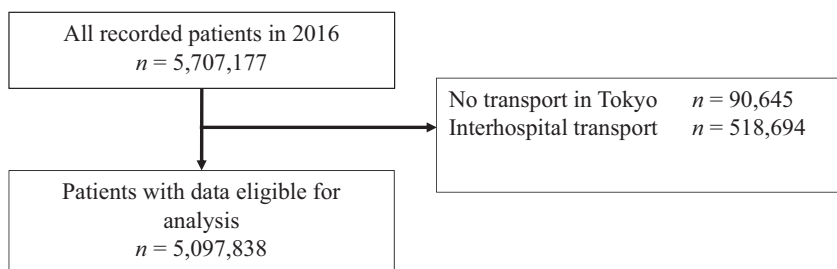 All recorded patients in 2016
n = 5,707,177
No transport in Tokyo n = 90,645
Interhospital transport n = 518,694
Patients with data eligible for
analysis
n = 5,097,838